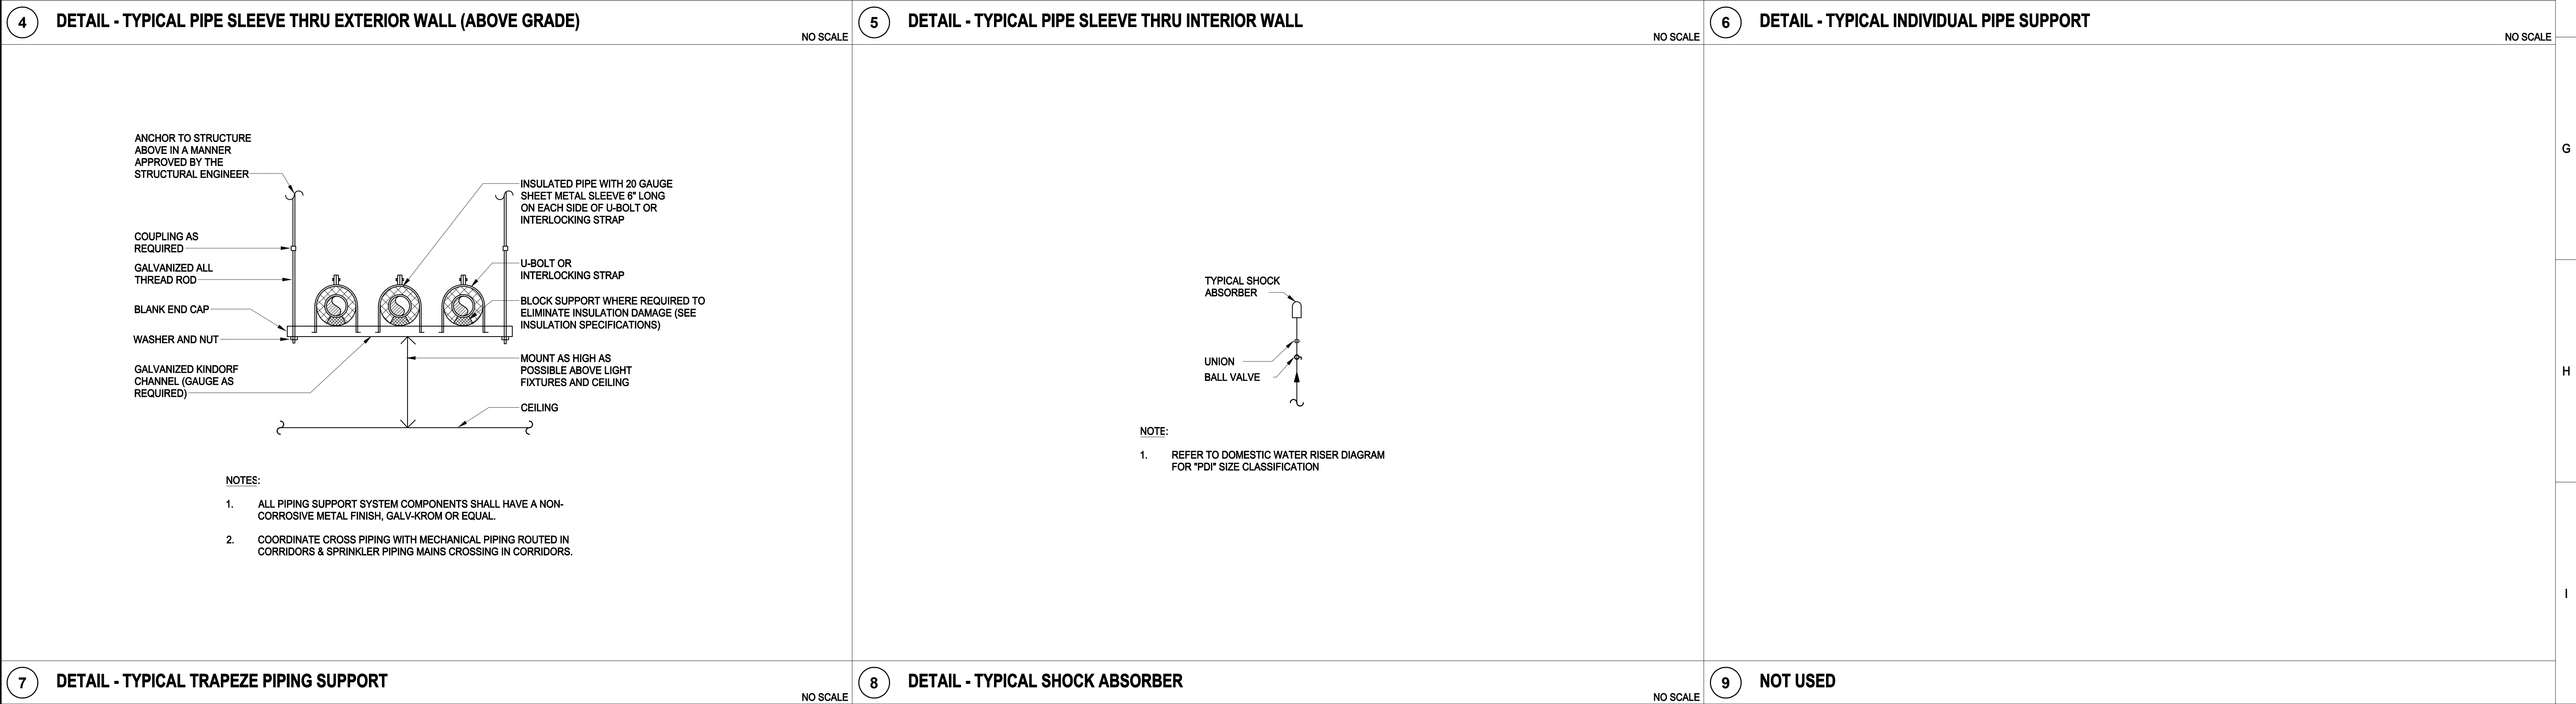 4
DETAIL - TYPICAL PIPE SLEEVE THRU EXTERIOR WALL (ABOVE GRADE)
NO SCALE
5
DETAIL - TYPICAL PIPE SLEEVE THRU INTERIOR WALL
NO SCALE
6
DETAIL - TYPICAL INDIVIDUAL PIPE SUPPORT
NO SCALE
ANCHOR TO STRUCTURE
ABOVE IN A MANNER
APPROVED BY THE
STRUCTURAL ENGINEER
COUPLING AS
REQUIRED
GALVANIZED ALL
THREAD ROD
BLANK END CAP
WASHER AND NUT
GALVANIZED KINDORF
CHANNEL (GAUGE AS
REQUIRED)
INSULATED PIPE WITH 20 GAUGE
SHEET METAL SLEEVE 6" LONG
ON EACH SIDE OF U-BOLT OR
INTERLOCKING STRAP
U-BOLT OR
INTERLOCKING STRAP
BLOCK SUPPORT WHERE REQUIRED TO
ELIMINATE INSULATION DAMAGE (SEE
INSULATION SPECIFICATIONS)
MOUNT AS HIGH AS
POSSIBLE ABOVE LIGHT
FIXTURES AND CEILING
CEILING
NOTES:
1. ALL PIPING SUPPORT SYSTEM COMPONENTS SHALL HAVE A NON-
CORROSIVE METAL FINISH, GALV-KROM OR EQUAL.
2. COORDINATE CROSS PIPING WITH MECHANICAL PIPING ROUTED IN
CORRIDORS & SPRINKLER PIPING MAINS CROSSING IN CORRIDORS.
TYPICAL SHOCK
ABSORBER
UNION
BALL VALVE
NOTE:
1. REFER TO DOMESTIC WATER RISER DIAGRAM
FOR "PDI" SIZE CLASSIFICATION
G
H
I
7
DETAIL - TYPICAL TRAPEZE PIPING SUPPORT
NO SCALE
8
DETAIL - TYPICAL SHOCK ABSORBER
NO SCALE
9
NOT USED